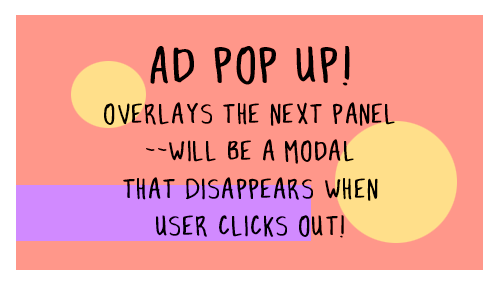 AD POP UP!
OVERLAYS THE NEXT PANEL
--WILL BE A MODAL
THAT DISAPPEARS WHEN
USER CLICKS OUT!